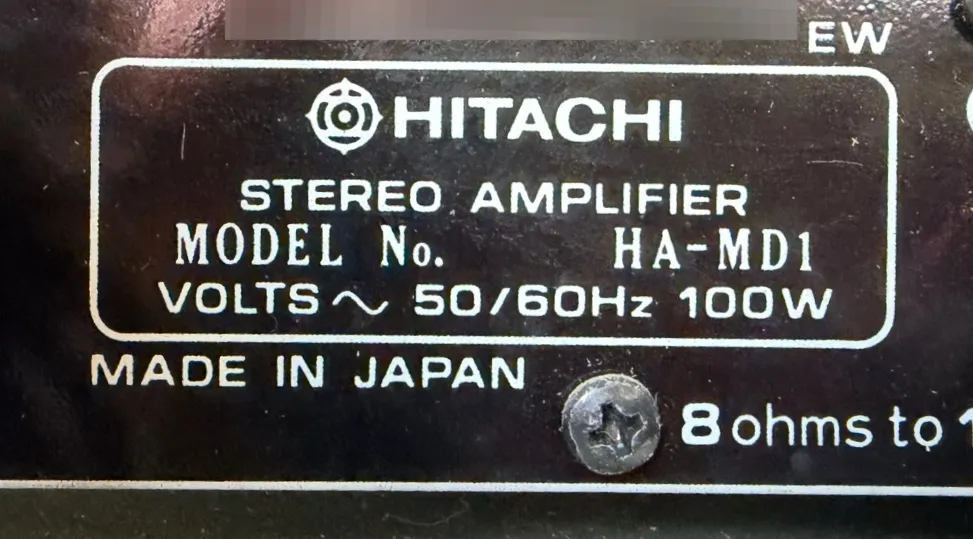 EW
HITACHI
STEREO AMPLIFIER
MODEL No. HA-MD1
VOLTS ~ 50/60Hz 100W
MADE IN JAPAN
8 ohms to